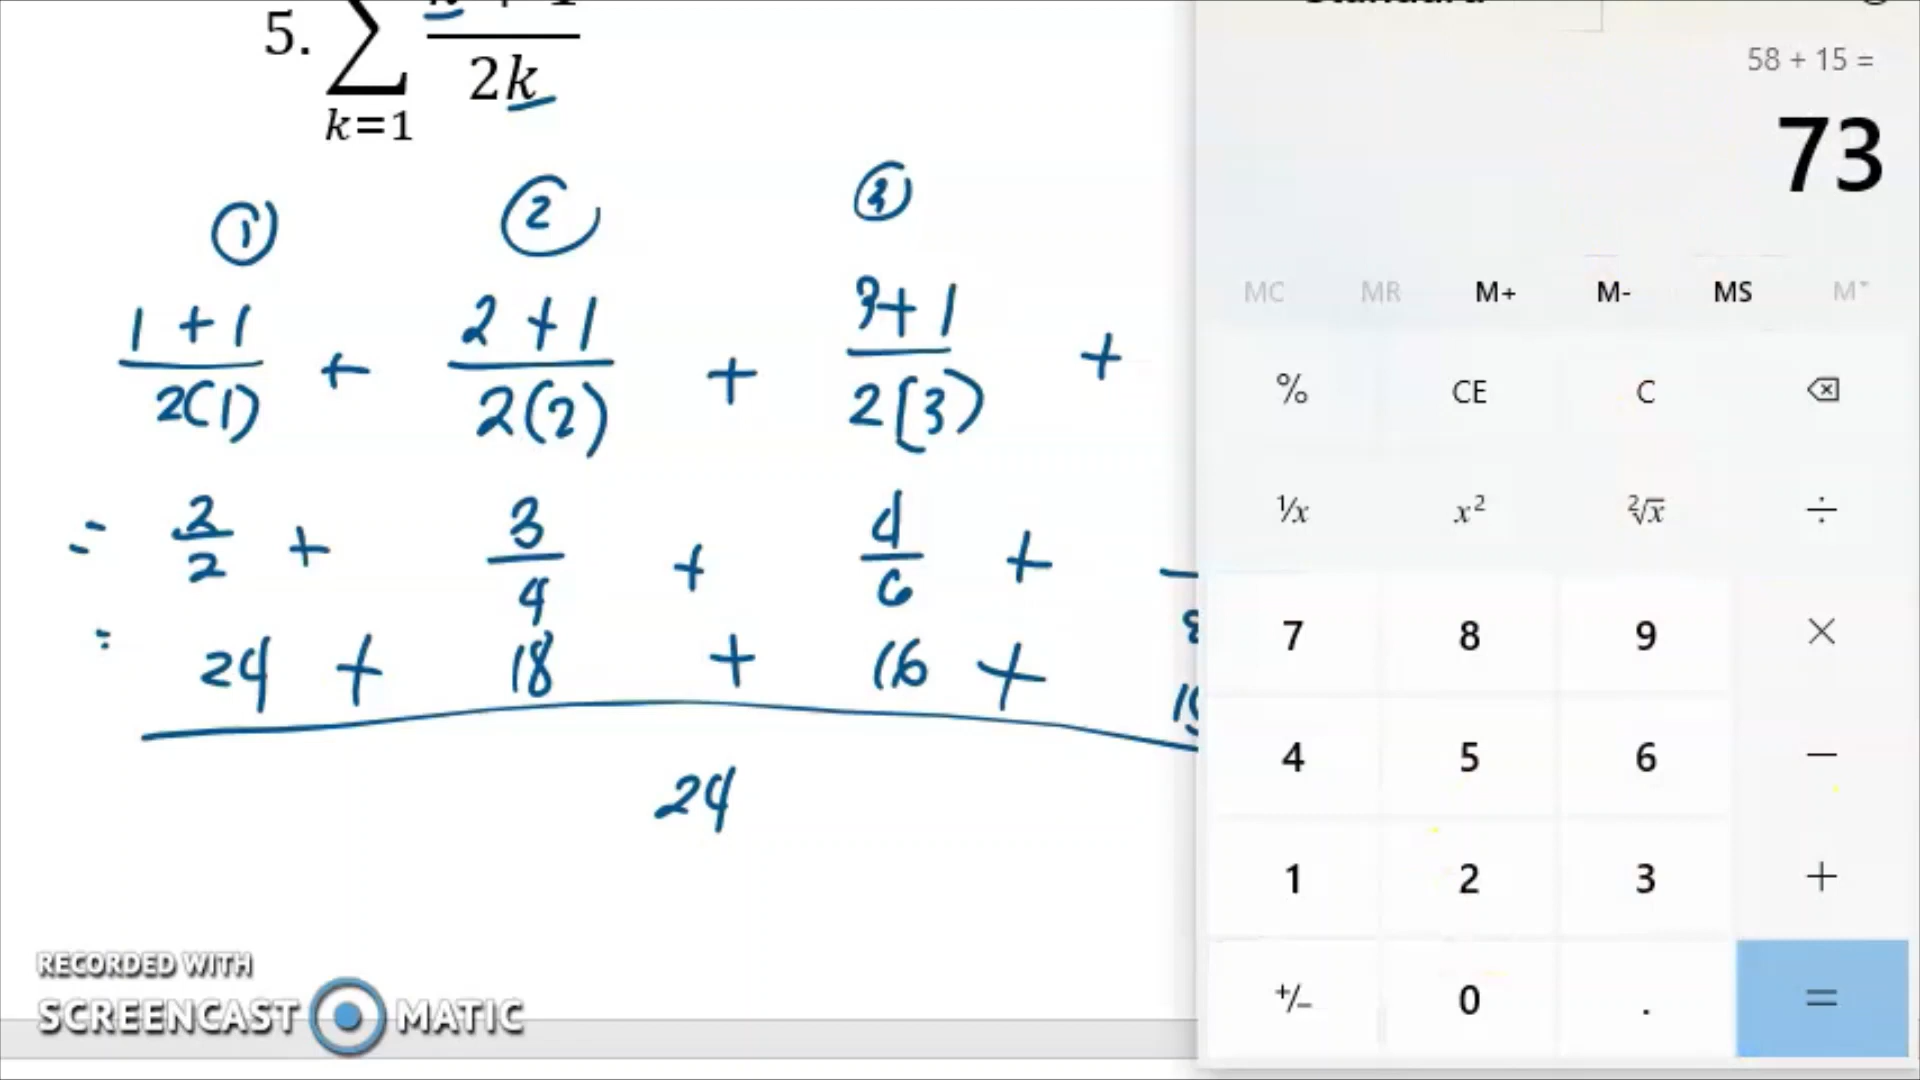 5. ∑ + 1
2k
k=1
① ② ③
1 + 1 + 2 + 1 + 3 + 1 +
2(1) 2(2) 2(3)
= 2/2 + 3/4 + 4/6 +
= 24 + 18 + 16 +
24
58 + 15 =
73
MC MR M+ M- MS M˅
% CE C ⌫
¹/x x² ²√x ÷
7 8 9 ×
4 5 6 −
1 2 3 +
+/− 0 . =
RECORDED WITH
SCREENCAST MATIC